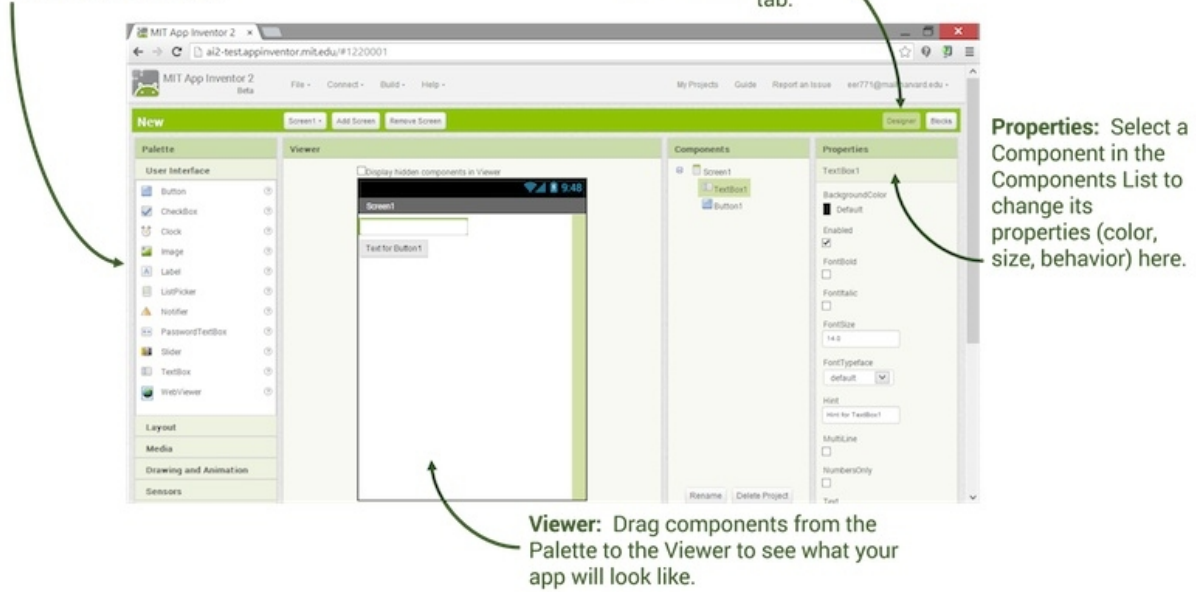 tab.
MIT App Inventor 2
ai2-test.appinventor.mit.edu/#1220001
MIT App Inventor 2
Beta
File
Connect
Build
Help
My Projects
Guide
Report an Issue
New
Screen1
Add Screen
Remove Screen
Designer
Blocks
Palette
User Interface
Button
CheckBox
Clock
Image
Label
ListPicker
Notifier
PasswordTextBox
Slider
TextBox
WebViewer
Layout
Media
Drawing and Animation
Sensors
Viewer
Display hidden components in Viewer
9:48
Screen1
Text for Button1
Components
Screen1
TextBox1
Button1
Rename
Delete Project
Properties
TextBox1
BackgroundColor
Default
Enabled
FontBold
FontItalic
FontSize
14.0
FontTypeface
default
Hint
Hint for TextBox1
MultiLine
NumbersOnly
Text
Properties: Select a
Component in the
Components List to
change its
properties (color,
size, behavior) here.
Viewer: Drag components from the
Palette to the Viewer to see what your
app will look like.